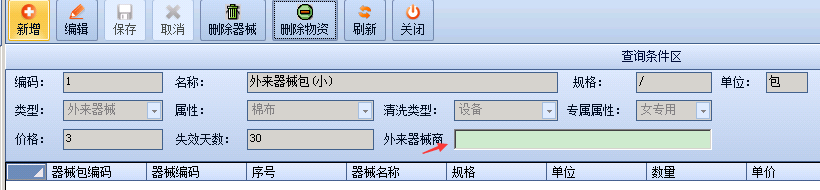 新增 编辑 保存 取消 删除器械 删除物资 刷新 关闭
查询条件区
编码： 1 名称： 外来器械包(小) 规格： / 单位： 包
类型： 外来器械 属性： 棉布 清洗类型： 设备 专属属性： 女专用
价格： 3 失效天数： 30 外来器械商
器械包编码 器械编码 序号 器械名称 规格 单位 数量 单价